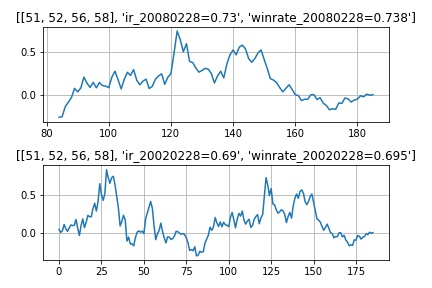 [[51, 52, 56, 58], 'ir_20080228=0.73', 'winrate_20080228=0.738']
0.5
0.0
80 100 120 140 160 180
[[51, 52, 56, 58], 'ir_20020228=0.69', 'winrate_20020228=0.695']
0.5
0.0
0 25 50 75 100 125 150 175